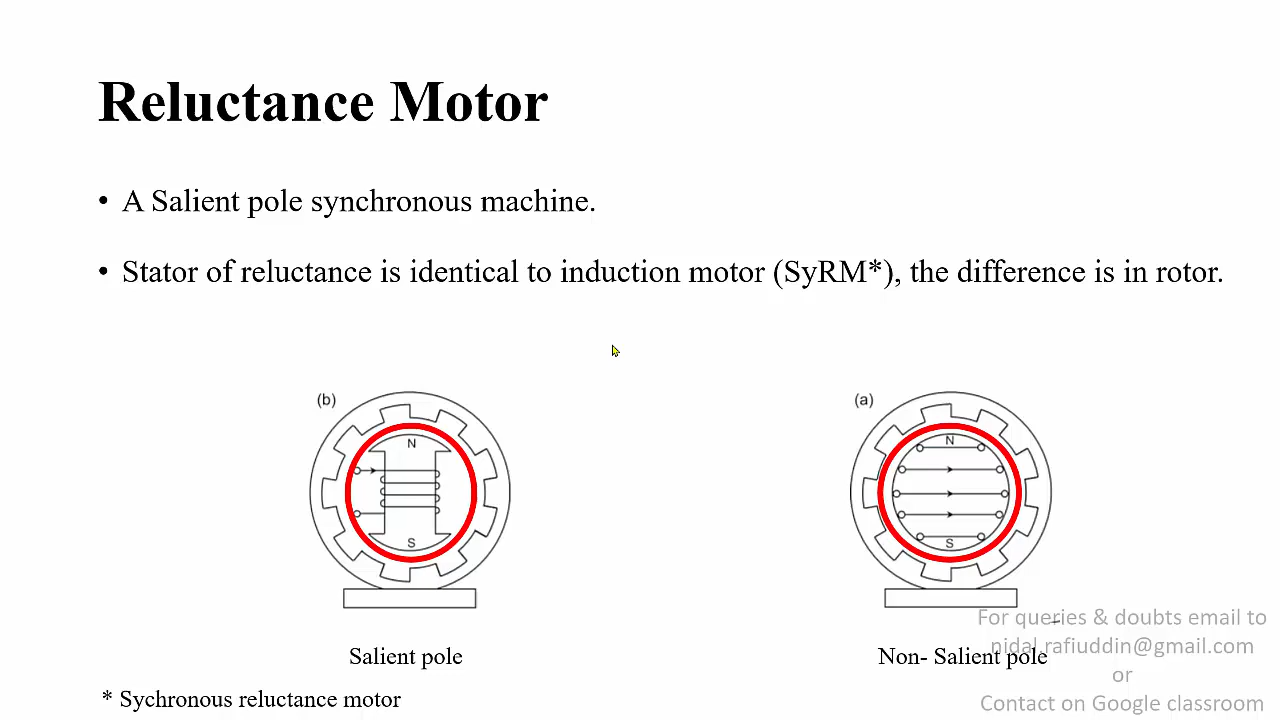 Reluctance Motor
• A Salient pole synchronous machine.
• Stator of reluctance is identical to induction motor (SyRM*), the difference is in rotor.
(b)
N
S
(a)
N
S
Salient pole
Non- Salient pole
* Sychronous reluctance motor
For queries & doubts email to
nidal.rafiuddin@gmail.com
or
Contact on Google classroom